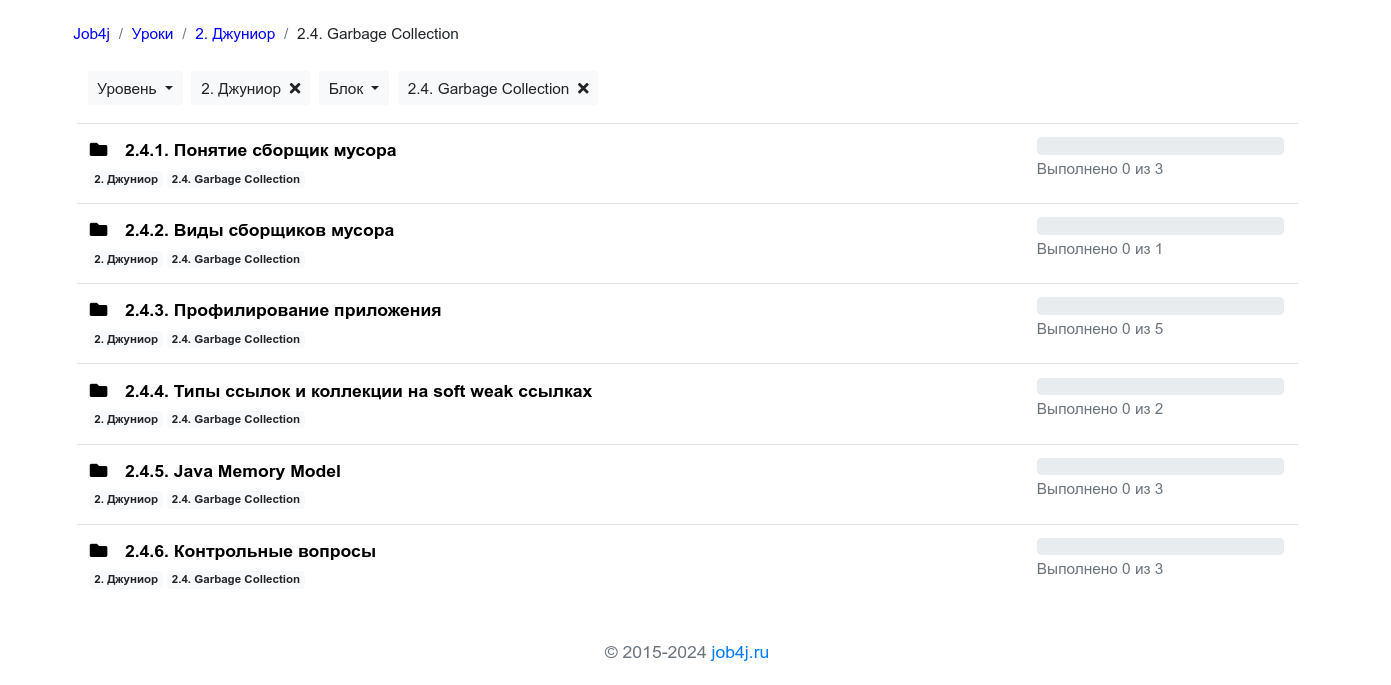 Job4j / Уроки / 2. Джуниор / 2.4. Garbage Collection
Уровень 2. Джуниор Блок 2.4. Garbage Collection
2.4.1. Понятие сборщик мусора
Выполнено 0 из 3
2. Джуниор 2.4. Garbage Collection
2.4.2. Виды сборщиков мусора
Выполнено 0 из 1
2. Джуниор 2.4. Garbage Collection
2.4.3. Профилирование приложения
Выполнено 0 из 5
2. Джуниор 2.4. Garbage Collection
2.4.4. Типы ссылок и коллекции на soft weak ссылках
Выполнено 0 из 2
2. Джуниор 2.4. Garbage Collection
2.4.5. Java Memory Model
Выполнено 0 из 3
2. Джуниор 2.4. Garbage Collection
2.4.6. Контрольные вопросы
Выполнено 0 из 3
2. Джуниор 2.4. Garbage Collection
© 2015-2024 job4j.ru